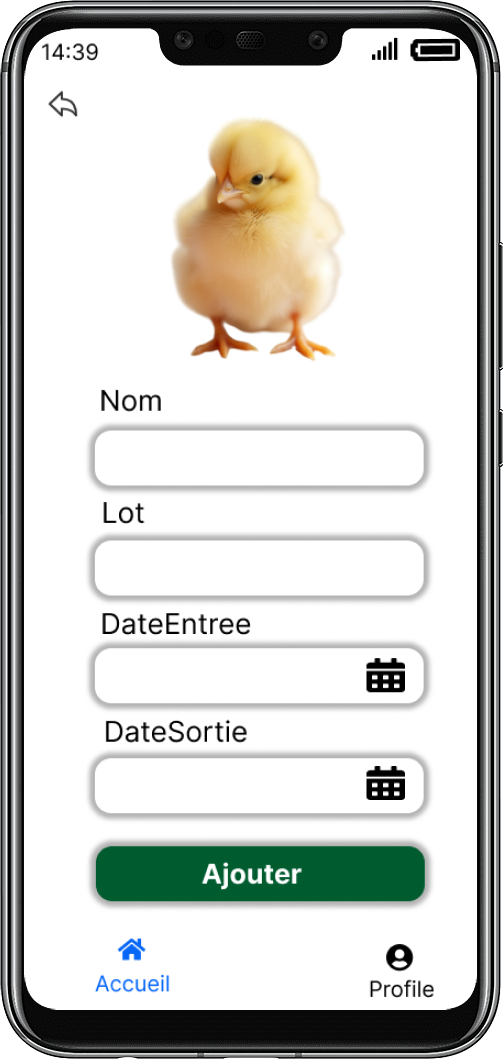 14:39
Nom
Lot
DateEntree
DateSortie
Ajouter
Accueil
Profile